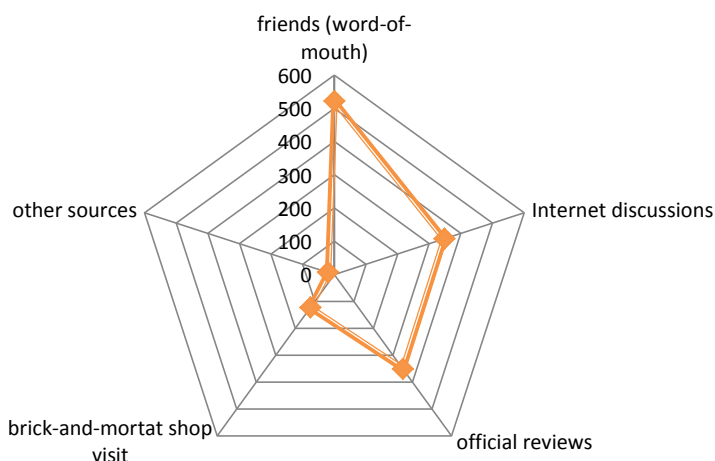 friends (word-of-
mouth)
600
500
400
300
200
100
0
other sources
Internet discussions
brick-and-mortat shop
visit
official reviews